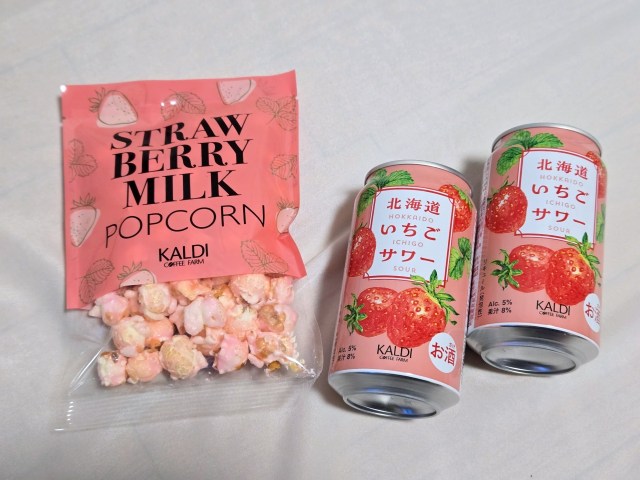 STRAW
BERRY
MILK
POPCORN
KALDI
COFFEE FARM
北海道
HOKKAIDO
いちご
ICHIGO
サワー
SOUR
Alc. 5%
果汁 8%
KALDI
COFFEE FARM
お酒
北海道
HOKKAIDO
いちご
ICHIGO
サワー
SOUR
Alc. 5%
果汁 8%
KALDI
COFFEE FARM
お酒